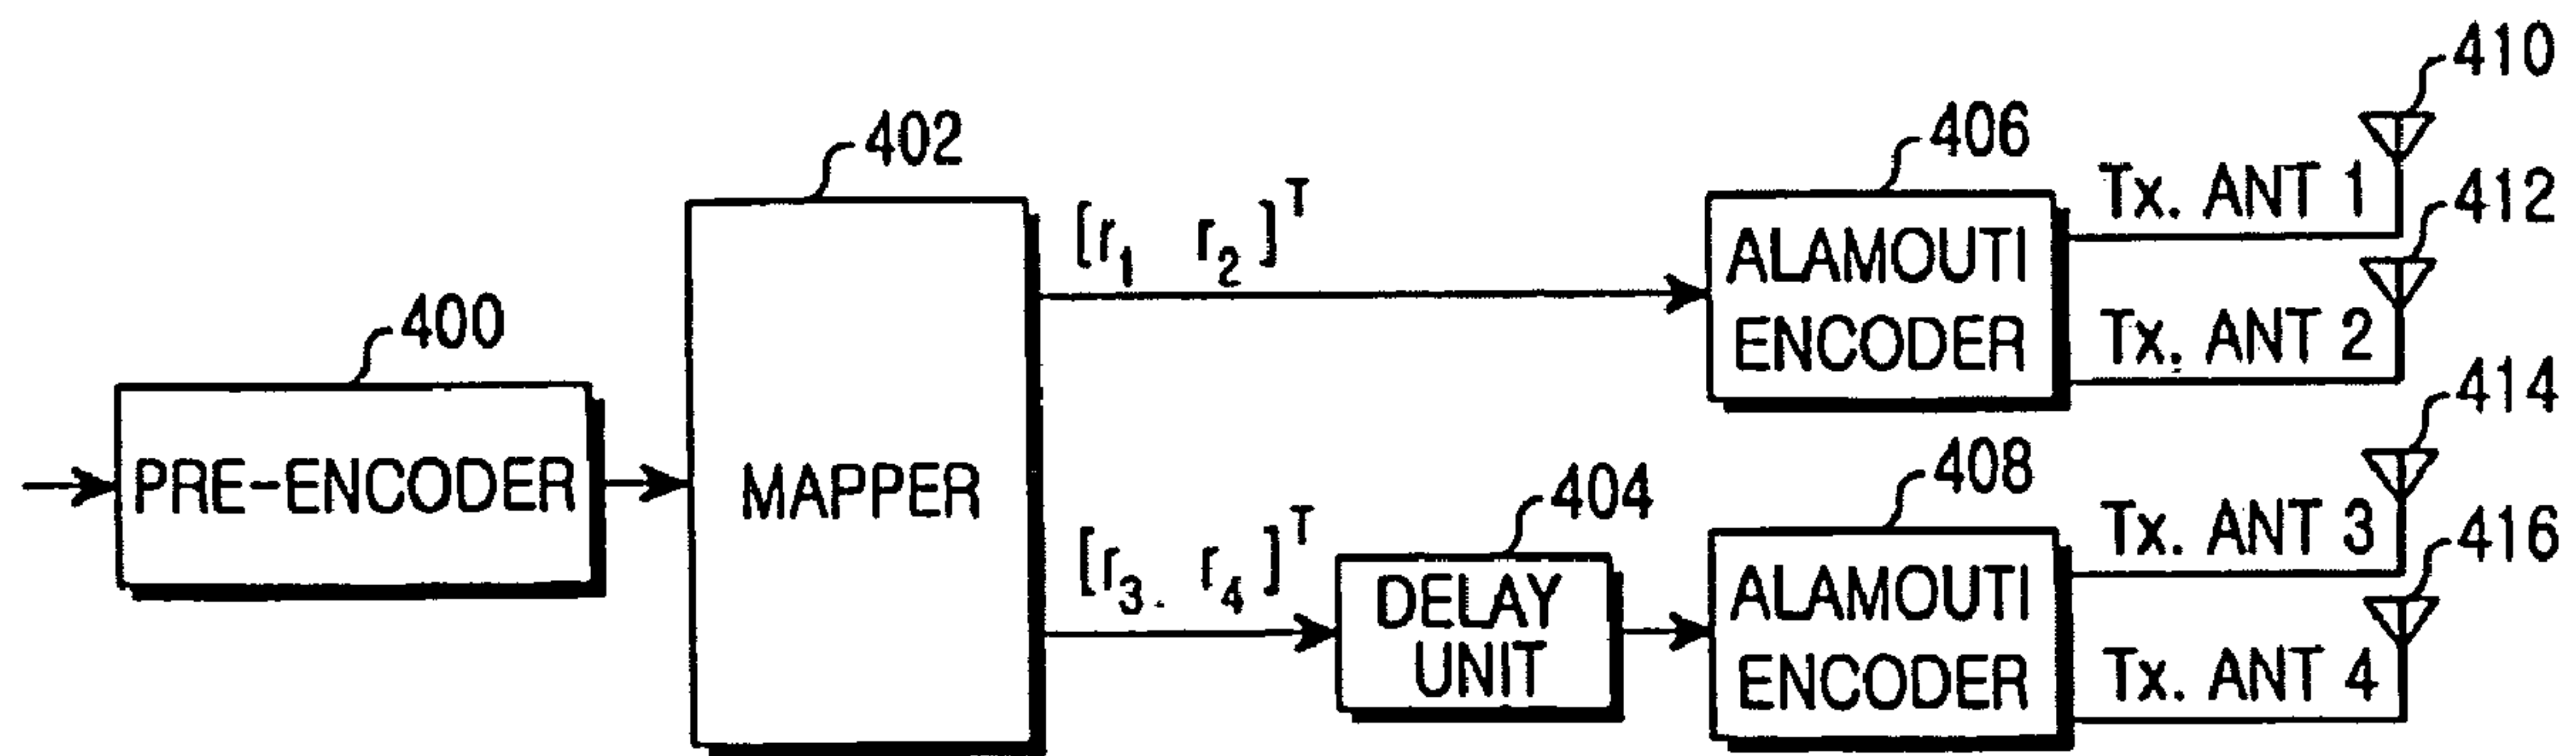 410
402
406
Tx. ANT 1
412
[r₁ r₂]ᵀ
ALAMOUTI
ENCODER
400
Tx. ANT 2
414
PRE-ENCODER
MAPPER
404
408
Tx. ANT 3
416
[r₃. r₄]ᵀ
DELAY
UNIT
ALAMOUTI
ENCODER
Tx. ANT 4